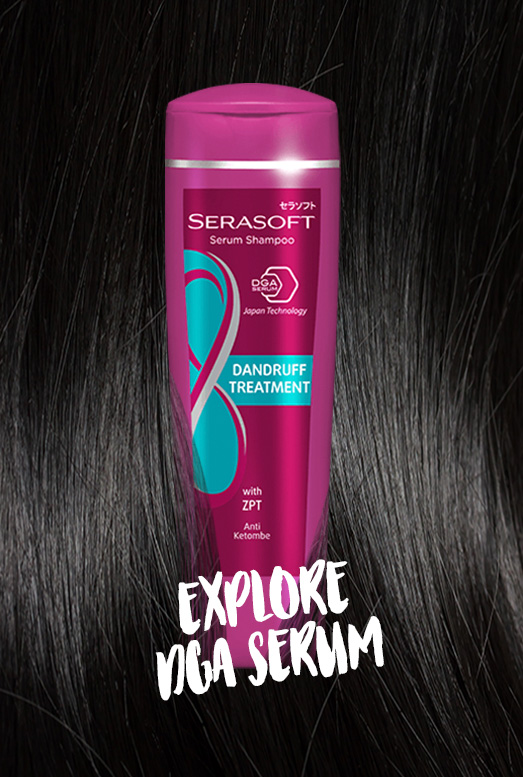 セラソフト
SERASOFT
Serum Shampoo
DGA
SERUM
Japan Technology
DANDRUFF
TREATMENT
with
ZPT
Anti
Ketombe
EXPLORE
DGA SERUM